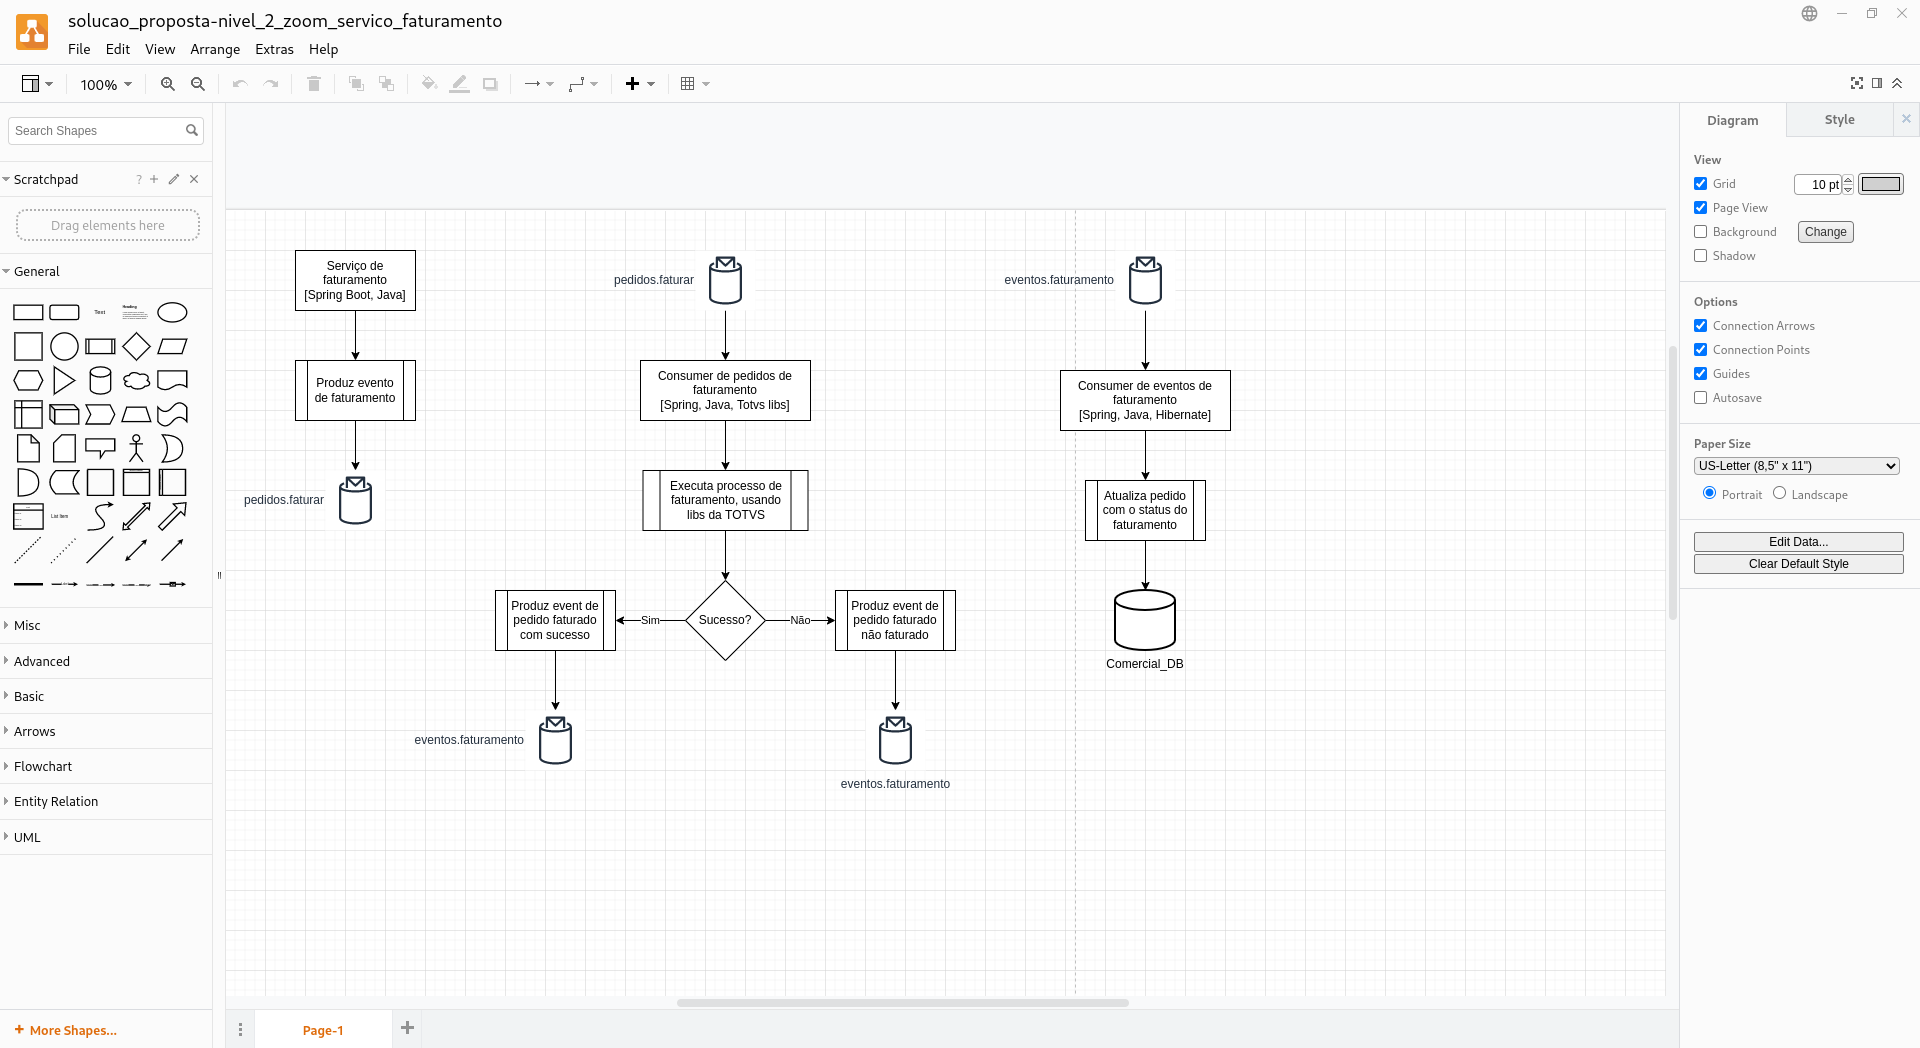 solucao_proposta-nivel_2_zoom_servico_faturamento
File Edit View Arrange Extras Help
100%
Search Shapes
Scratchpad
?
Drag elements here
General
Text
Heading
List Item
Misc
Advanced
Basic
Arrows
Flowchart
Entity Relation
UML
+ More Shapes...
Serviço de
faturamento
[Spring Boot, Java]
Produz evento
de faturamento
pedidos.faturar
pedidos.faturar
Consumer de pedidos de
faturamento
[Spring, Java, Totvs libs]
Executa processo de
faturamento, usando
libs da TOTVS
Sucesso?
Sim
Não
Produz event de
pedido faturado
com sucesso
Produz event de
pedido faturado
não faturado
eventos.faturamento
eventos.faturamento
eventos.faturamento
Consumer de eventos de
faturamento
[Spring, Java, Hibernate]
Atualiza pedido
com o status do
faturamento
Comercial_DB
Page-1
Diagram
Style
View
Grid
10 pt
Page View
Background
Change
Shadow
Options
Connection Arrows
Connection Points
Guides
Autosave
Paper Size
US-Letter (8,5" x 11")
Portrait
Landscape
Edit Data...
Clear Default Style